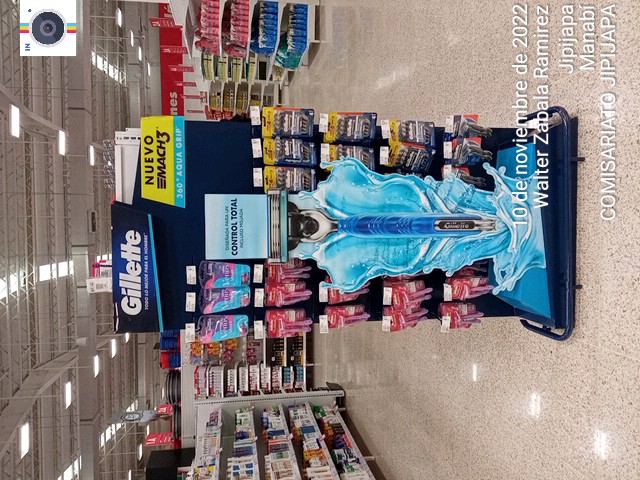 Gillette
TODO LO MEJOR PARA EL HOMBRE
NUEVO
MACH3
360° AQUA GRIP
DISEÑADA PARA UN
CONTROL TOTAL
INCLUSO MOJADA
Venus
Venus
Venus
10 de noviembre de 2022
Walter Zabala Ramirez
Jipijapa
Manabí
COMISARIATO JIPIJAPA